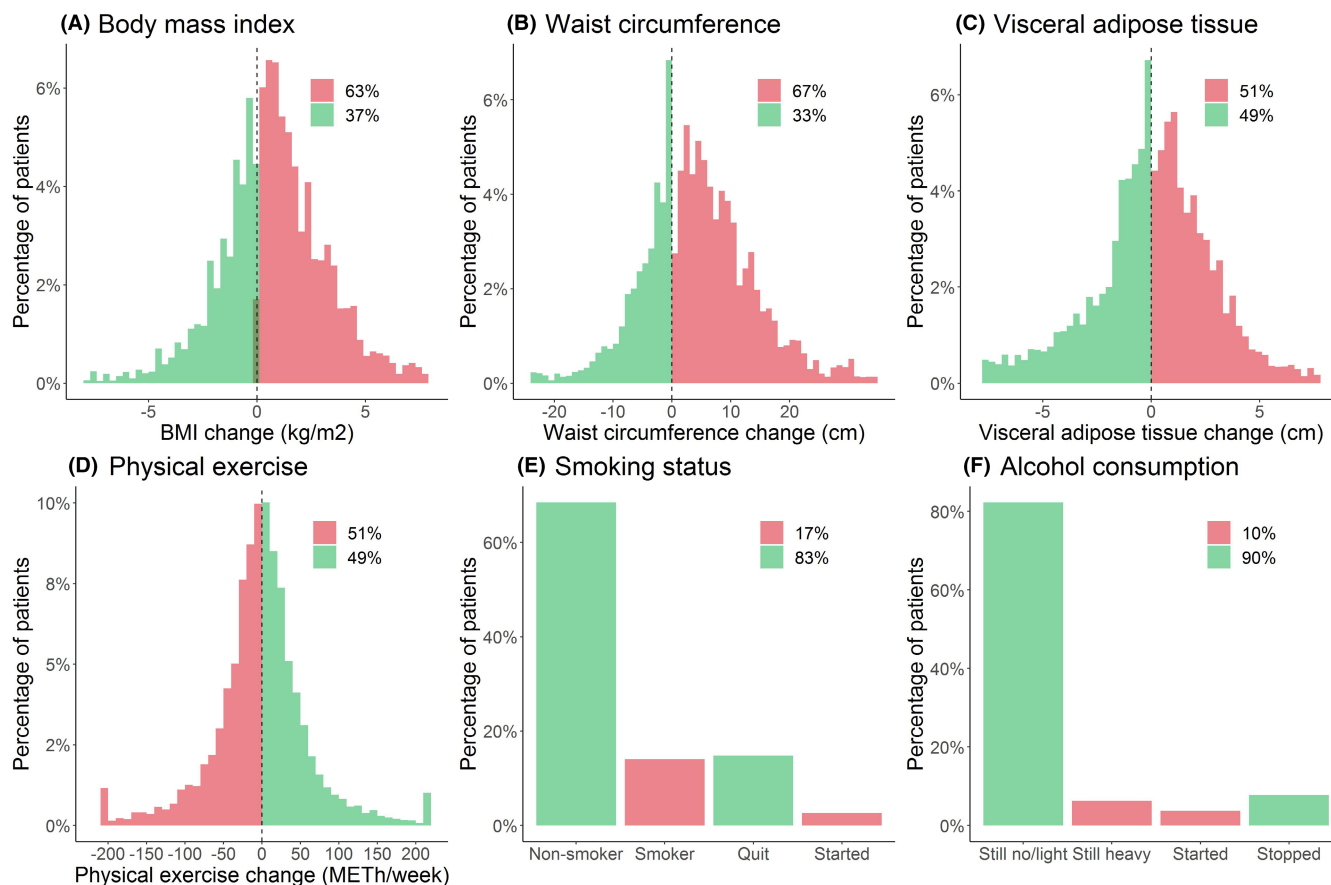 (A) Body mass index
Percentage of patients
6%
4%
2%
0%
63%
37%
-5
0
5
BMI change (kg/m2)
(B) Waist circumference
Percentage of patients
6%
4%
2%
0%
67%
33%
-20
-10
0
10
20
Waist circumference change (cm)
(C) Visceral adipose tissue
Percentage of patients
6%
4%
2%
0%
51%
49%
-5
0
5
Visceral adipose tissue change (cm)
(D) Physical exercise
Percentage of patients
10%
8%
5%
2%
0%
51%
49%
-200
-150
-100
-50
0
50
100
150
200
Physical exercise change (METh/week)
(E) Smoking status
Percentage of patients
60%
40%
20%
0%
17%
83%
Non-smoker
Smoker
Quit
Started
(F) Alcohol consumption
Percentage of patients
80%
60%
40%
20%
0%
10%
90%
Still no/light
Still heavy
Started
Stopped